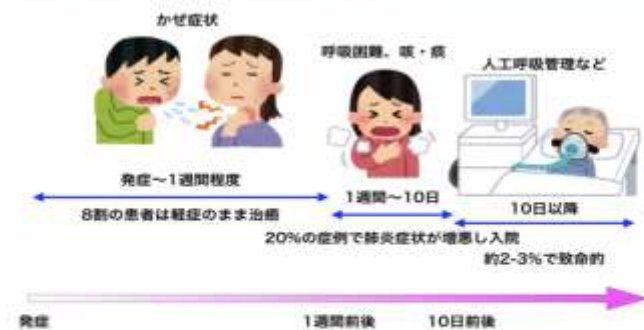 かぜ症状
呼吸困難、咳・痰
人工呼吸管理など
発症～1週間程度
8割の患者は軽症のまま治癒
1週間～10日
20%の症例で肺炎症状が増悪し入院
10日以降
約2-3%で致命的
発症
1週間前後
10日前後